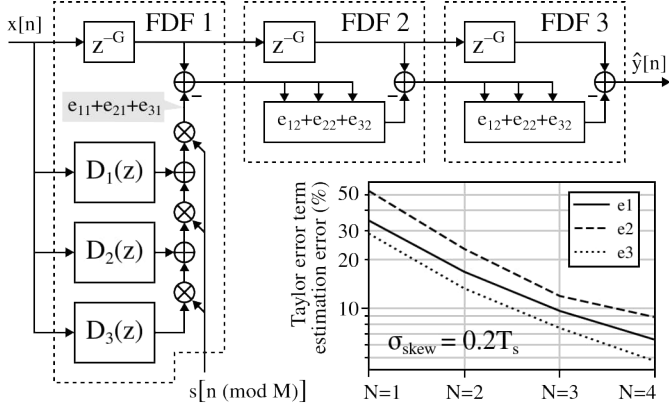 x[n]
FDF 1
FDF 2
FDF 3
z⁻ᴳ
z⁻ᴳ
z⁻ᴳ
ŷ[n]
−
−
−
e₁₁+e₂₁+e₃₁
e₁₂+e₂₂+e₃₂
e₁₂+e₂₂+e₃₂
D₁(z)
D₂(z)
D₃(z)
s[n (mod M)]
Taylor error term
estimation error (%)
50
30
20
10
e1
e2
e3
σskew = 0.2Tₛ
N=1
N=2
N=3
N=4